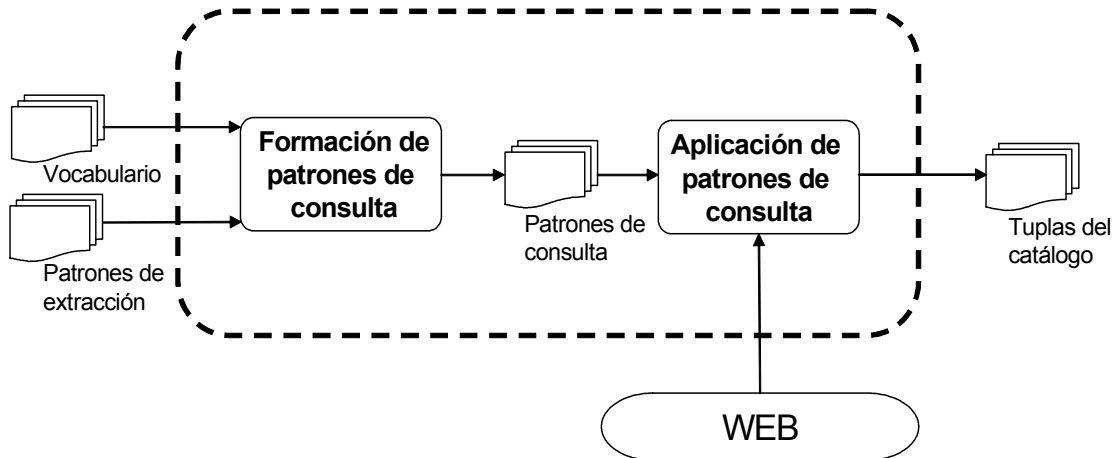 Vocabulario
Patrones de
extracción
Formación de
patrones de
consulta
Patrones de
consulta
Aplicación de
patrones de
consulta
Tuplas del
catálogo
WEB